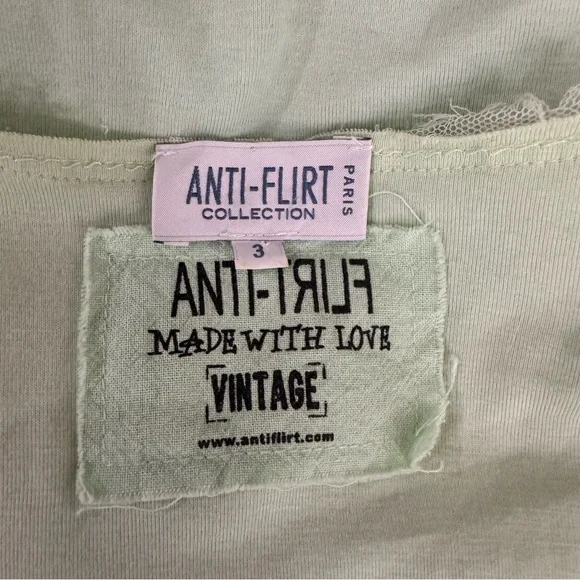 ANTI-FLIRT
COLLECTION
PARIS
3
ANTI-FLIRT
MADE WITH LOVE
VINTAGE
www.antiflirt.com